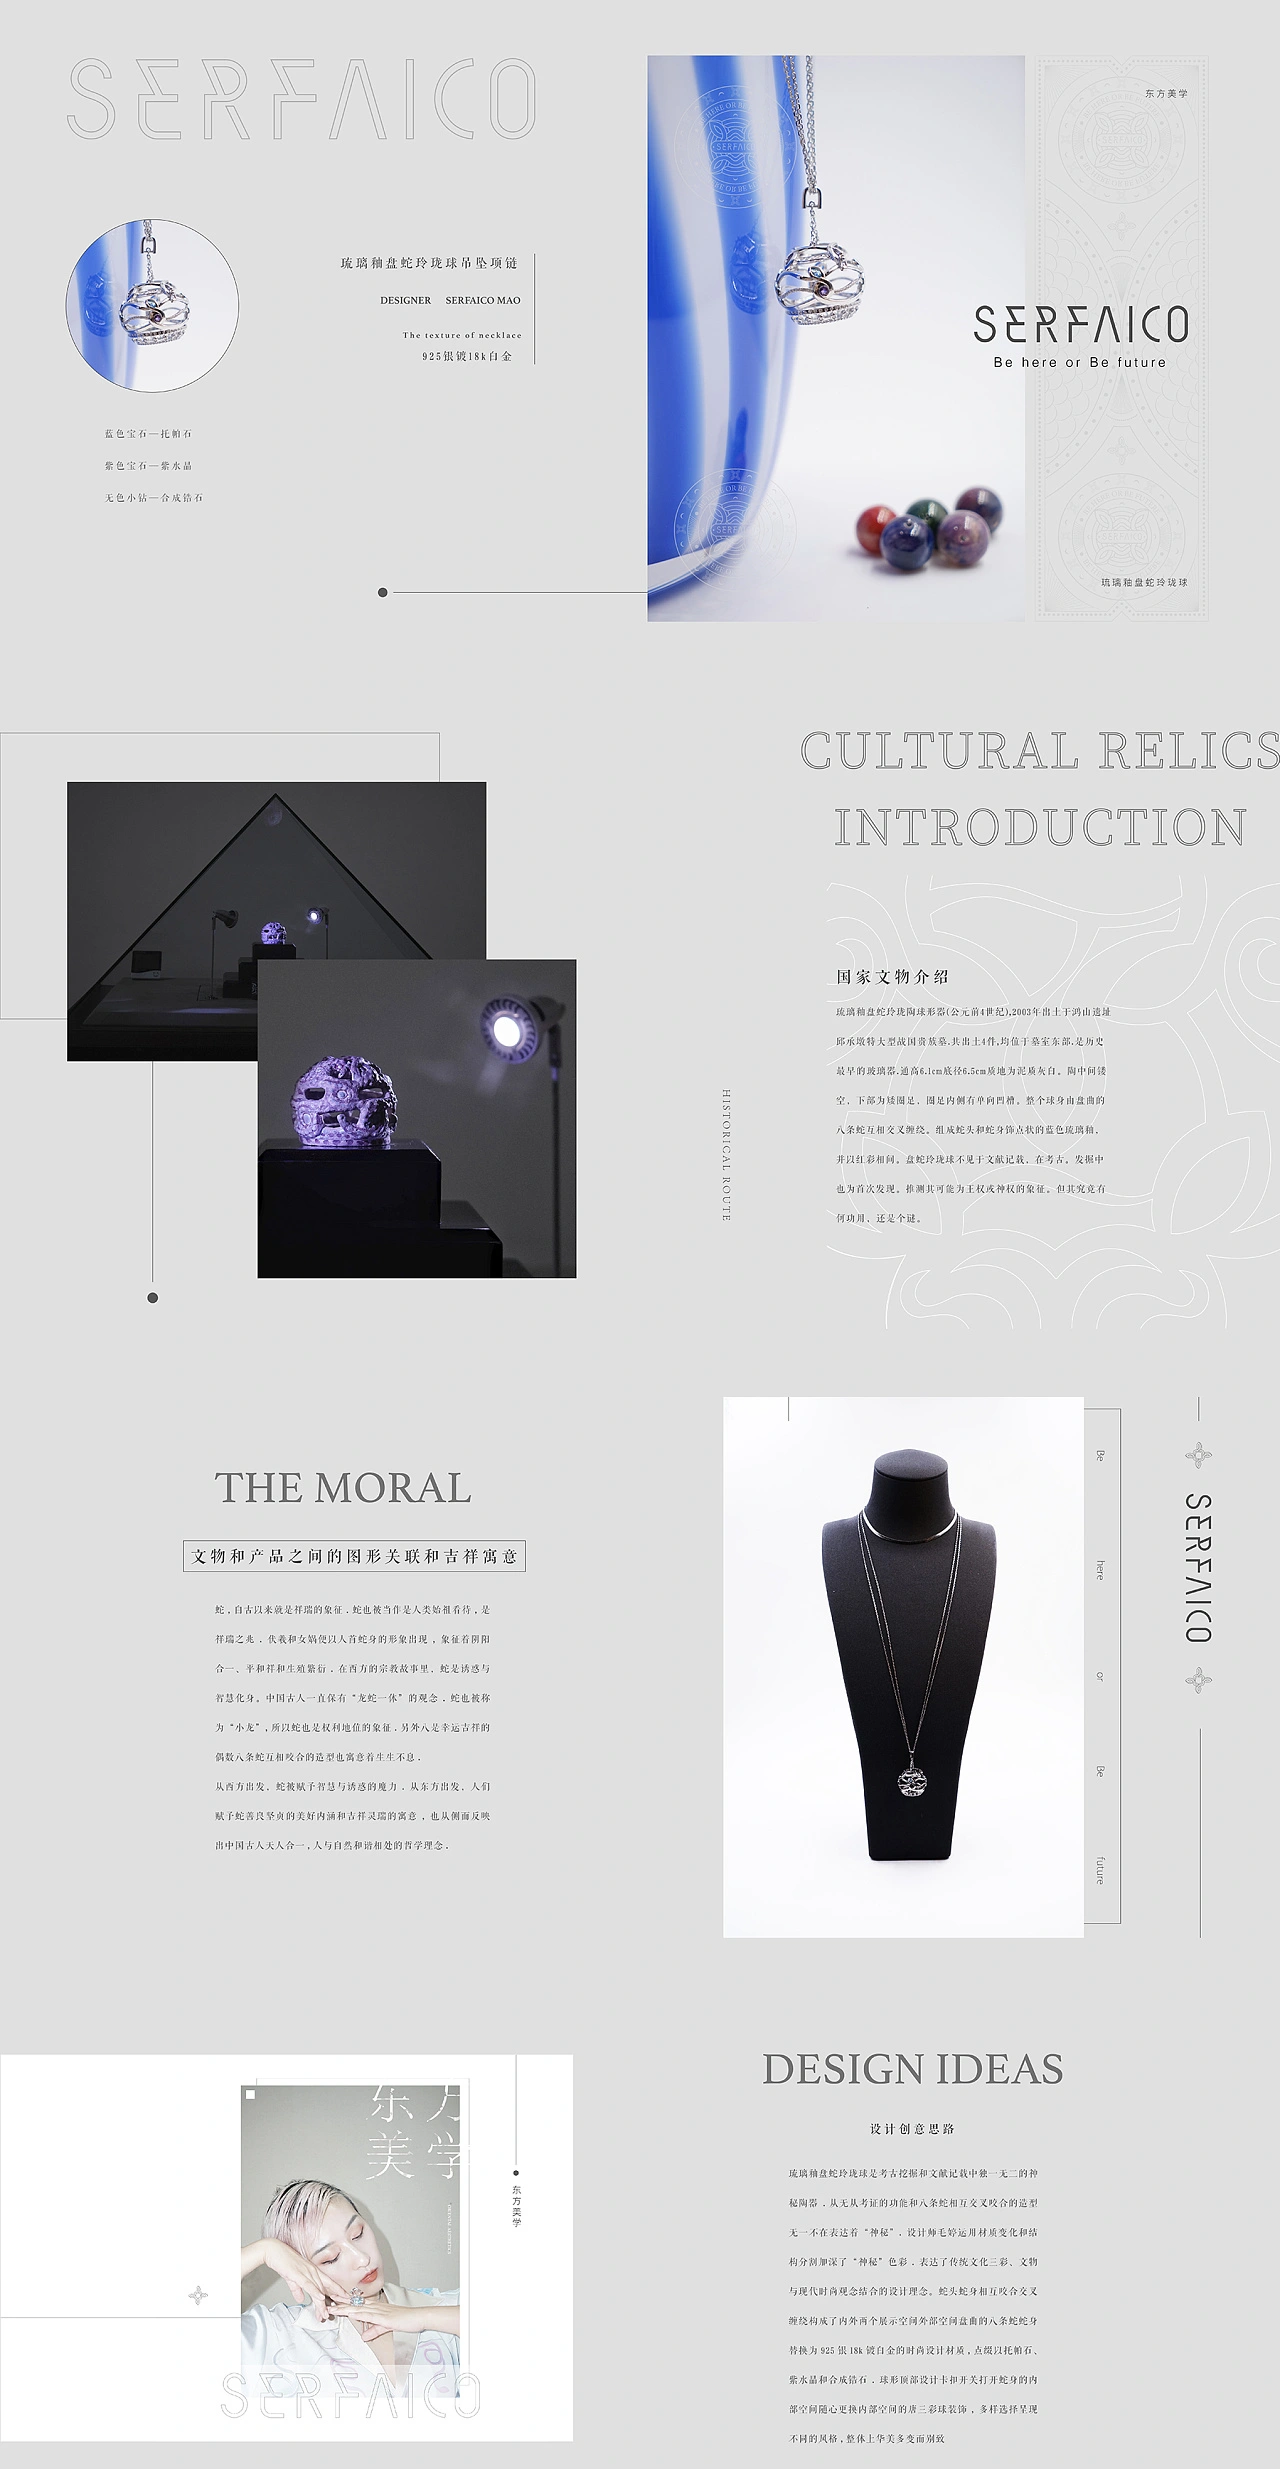 SERFAICO
琉璃釉盘蛇玲珑球吊坠项链
DESIGNER SERFAICO MAO
The texture of necklace
925银镀18k白金
蓝色宝石—托帕石
紫色宝石—紫水晶
无色小钻—合成锆石
东方美学
SERFAICO
Be here or Be future
琉璃釉盘蛇玲珑球
CULTURAL RELICS
INTRODUCTION
国家文物介绍
琉璃釉盘蛇玲珑陶球形器(公元前4世纪),2003年出土于鸿山遗址
邱承墩特大型战国贵族墓.共出土4件,均位于墓室东部.是历史
最早的玻璃器.通高6.1cm底径6.5cm质地为泥质灰白。陶中间镂
空、下部为矮圈足、圈足内侧有单向凹槽。整个球身由盘曲的
八条蛇互相交叉缠绕。组成蛇头和蛇身饰点状的蓝色琉璃釉、
并以红彩相间。盘蛇玲珑球不见于文献记载、在考古。发掘中
也为首次发现。推测其可能为王权或神权的象征。但其究竟有
何功用、还是个谜。
HISTORICAL ROUTE
THE MORAL
文物和产品之间的图形关联和吉祥寓意
蛇,自古以来就是祥瑞的象征.蛇也被当作是人类始祖看待,是
祥瑞之兆.伏羲和女娲便以人首蛇身的形象出现,象征着阴阳
合一、平和祥和生殖繁衍.在西方的宗教故事里、蛇是诱惑与
智慧化身。中国古人一直保有“龙蛇一体”的观念.蛇也被称
为“小龙”,所以蛇也是权利地位的象征.另外八是幸运吉祥的
偶数八条蛇互相咬合的造型也寓意着生生不息.
从西方出发、蛇被赋予智慧与诱惑的魔力.从东方出发、人们
赋予蛇善良坚贞的美好内涵和吉祥灵瑞的寓意,也从侧面反映
出中国古人天人合一,人与自然和谐相处的哲学理念.
Be here or Be future
SERFAICO
东方
美学
东方美学
SERFAICO
DESIGN IDEAS
设计创意思路
琉璃釉盘蛇玲珑球是考古挖掘和文献记载中独一无二的神
秘陶器.从无从考证的功能和八条蛇相互交叉咬合的造型
无一不在表达着“神秘”.设计师毛婷运用材质变化和结
构分割加深了“神秘”色彩.表达了传统文化三彩、文物
与现代时尚观念结合的设计理念。蛇头蛇身相互咬合交叉
缠绕构成了内外两个展示空间外部空间盘曲的八条蛇蛇身
替换为925银18k镀白金的时尚设计材质,点缀以托帕石、
紫水晶和合成锆石.球形顶部设计卡扣开关打开蛇身的内
部空间随心更换内部空间的唐三彩球装饰,多样选择呈现
不同的风格,整体上华美多变而别致